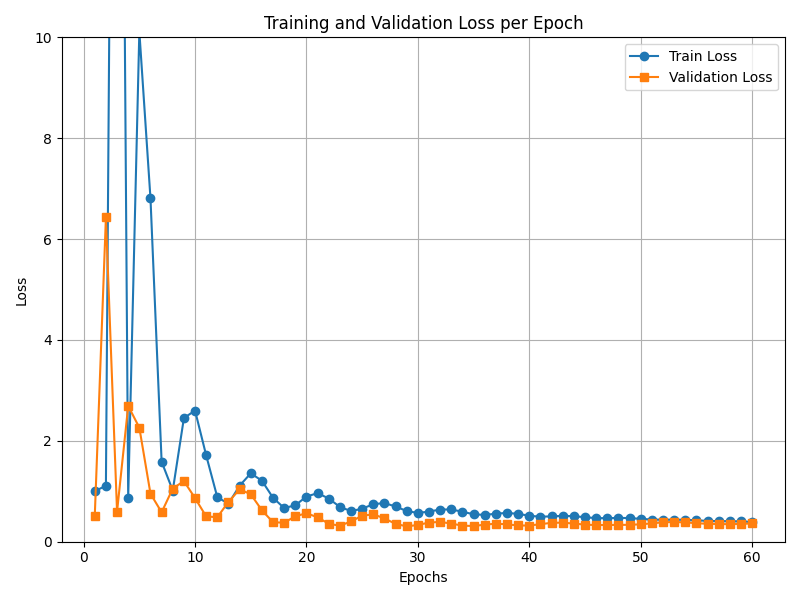 Training and Validation Loss per Epoch
Train Loss
Validation Loss
10
8
6
4
2
0
Loss
0 10 20 30 40 50 60
Epochs